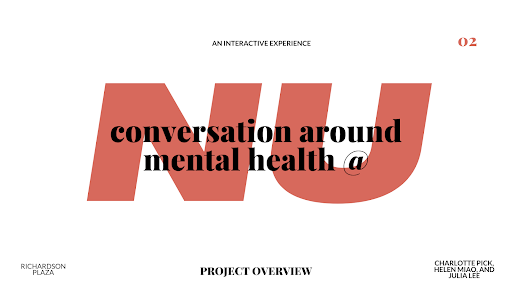 AN INTERACTIVE EXPERIENCE
02
NU
conversation around
mental health @
RICHARDSON
PLAZA
PROJECT OVERVIEW
CHARLOTTE PICK,
HELEN MIAO, AND
JULIA LEE